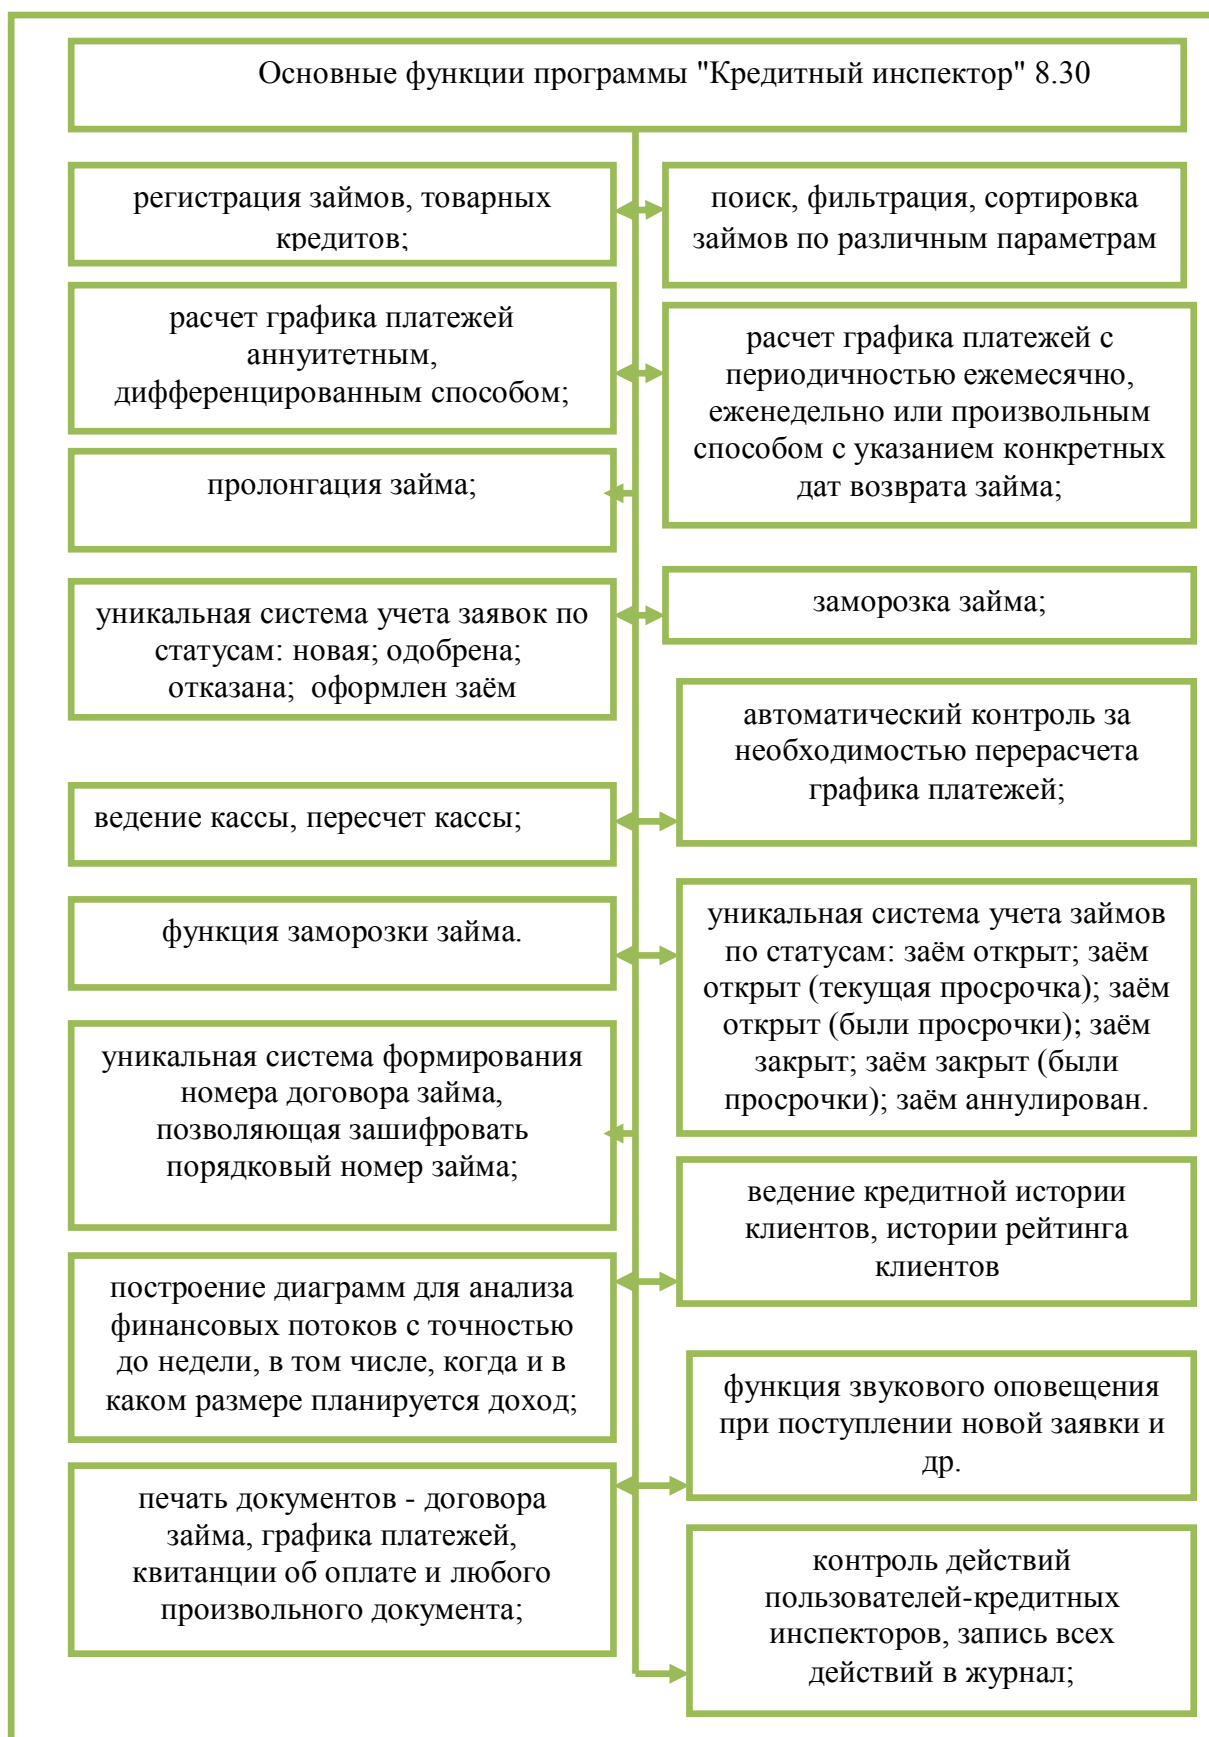 Основные функции программы "Кредитный инспектор" 8.30
регистрация займов, товарных
кредитов;
поиск, фильтрация, сортировка
займов по различным параметрам
расчет графика платежей
аннуитетным,
дифференцированным способом;
расчет графика платежей с
периодичностью ежемесячно,
еженедельно или произвольным
способом с указанием конкретных
дат возврата займа;
пролонгация займа;
уникальная система учета заявок по
статусам: новая; одобрена;
отказана; оформлен заём
заморозка займа;
автоматический контроль за
необходимостью перерасчета
графика платежей;
ведение кассы, пересчет кассы;
функция заморозки займа.
уникальная система учета займов
по статусам: заём открыт; заём
открыт (текущая просрочка); заём
открыт (были просрочки); заём
закрыт; заём закрыт (были
просрочки); заём аннулирован.
уникальная система формирования
номера договора займа,
позволяющая зашифровать
порядковый номер займа;
ведение кредитной истории
клиентов, истории рейтинга
клиентов
построение диаграмм для анализа
финансовых потоков с точностью
до недели, в том числе, когда и в
каком размере планируется доход;
функция звукового оповещения
при поступлении новой заявки и
др.
печать документов - договора
займа, графика платежей,
квитанции об оплате и любого
произвольного документа;
контроль действий
пользователей-кредитных
инспекторов, запись всех
действий в журнал;